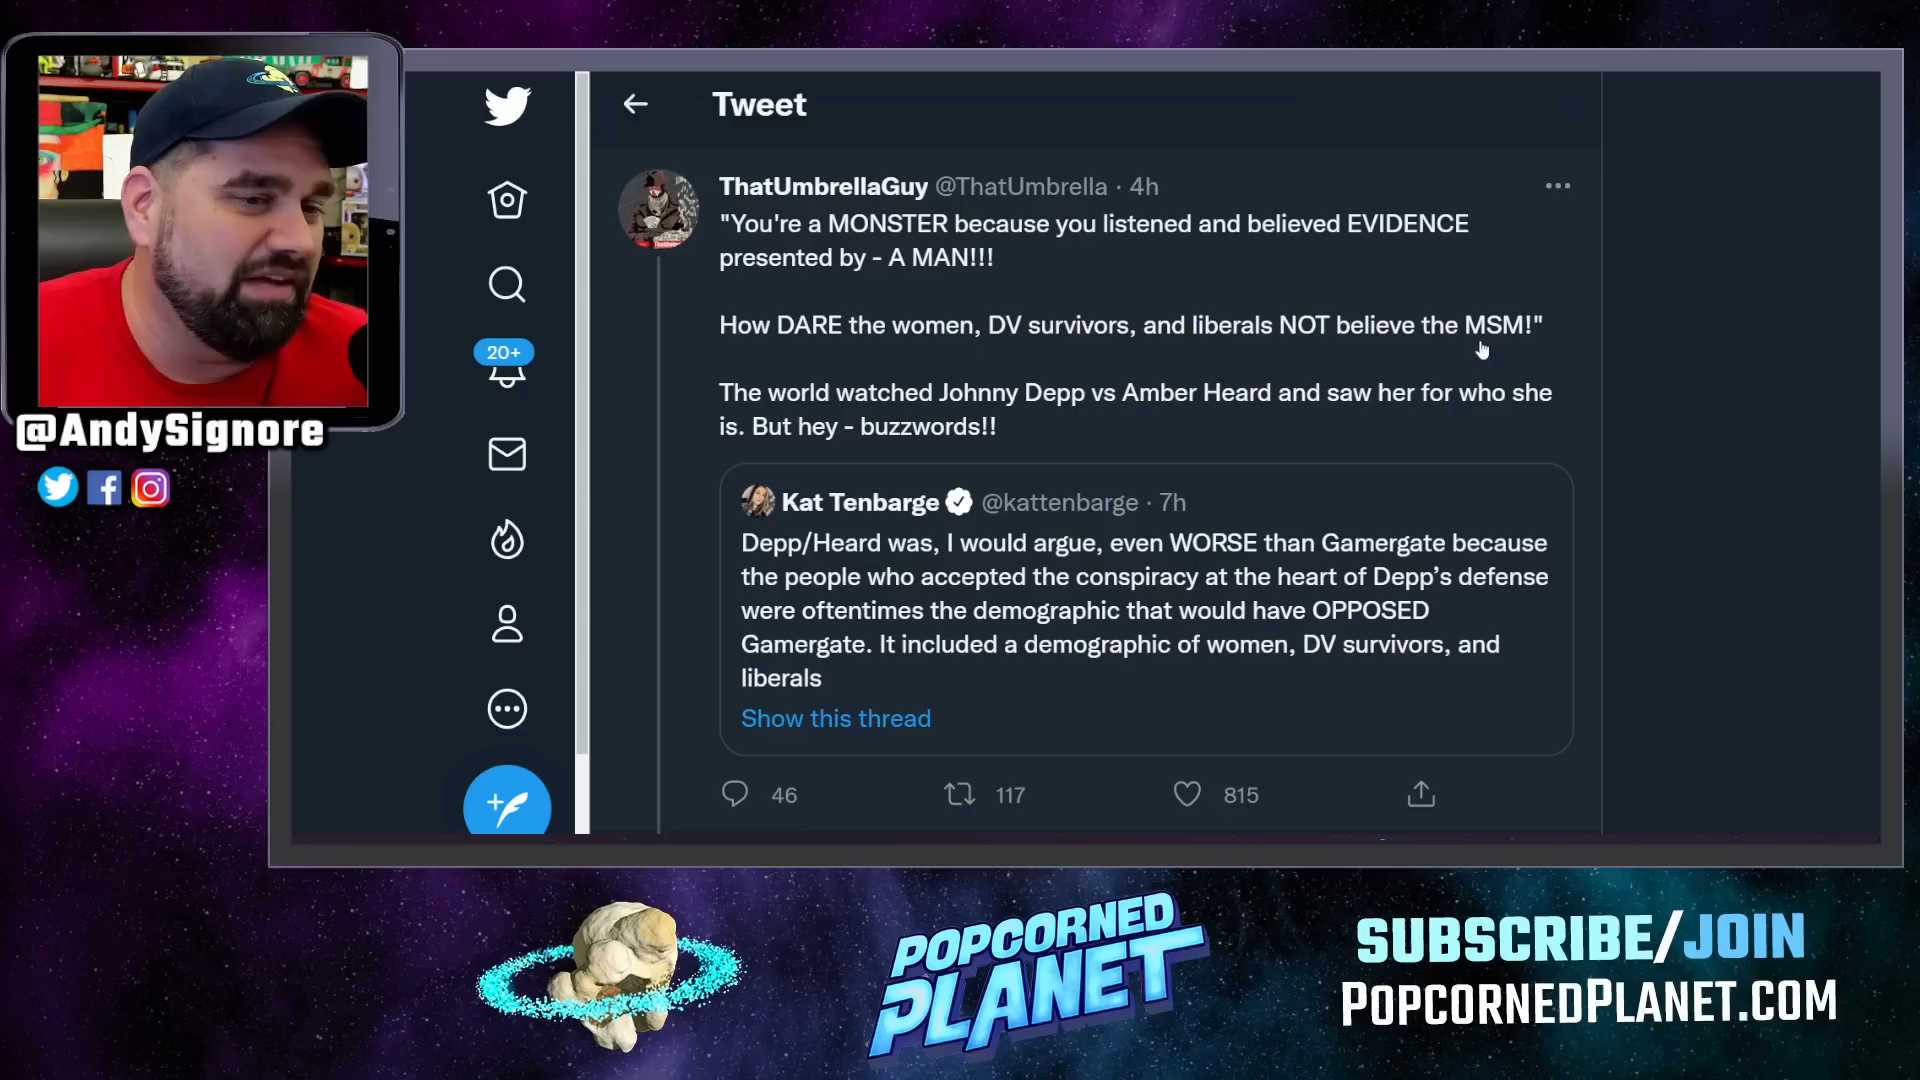 Tweet
ThatUmbrellaGuy @ThatUmbrella · 4h
"You're a MONSTER because you listened and believed EVIDENCE
presented by - A MAN!!!
How DARE the women, DV survivors, and liberals NOT believe the MSM!"
The world watched Johnny Depp vs Amber Heard and saw her for who she
is. But hey - buzzwords!!
Kat Tenbarge @kattenbarge · 7h
Depp/Heard was, I would argue, even WORSE than Gamergate because
the people who accepted the conspiracy at the heart of Depp’s defense
were oftentimes the demographic that would have OPPOSED
Gamergate. It included a demographic of women, DV survivors, and
liberals
Show this thread
46 117 815
20+
@AndySignore
POPCORNED
PLANET
SUBSCRIBE/JOIN
POPCORNEDPLANET.COM